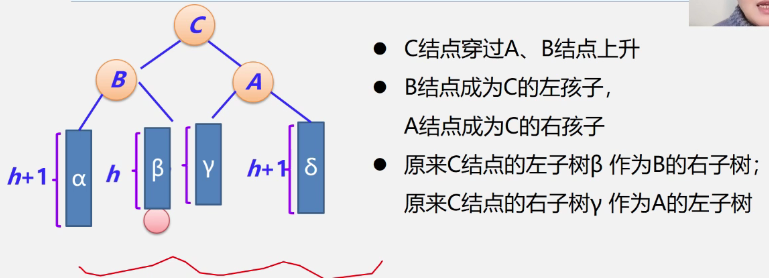 C
B
A
h+1
α
h
β
γ
h+1
δ
● C结点穿过A、B结点上升
● B结点成为C的左孩子，
A结点成为C的右孩子
● 原来C结点的左子树β 作为B的右子树；
原来C结点的右子树γ 作为A的左子树